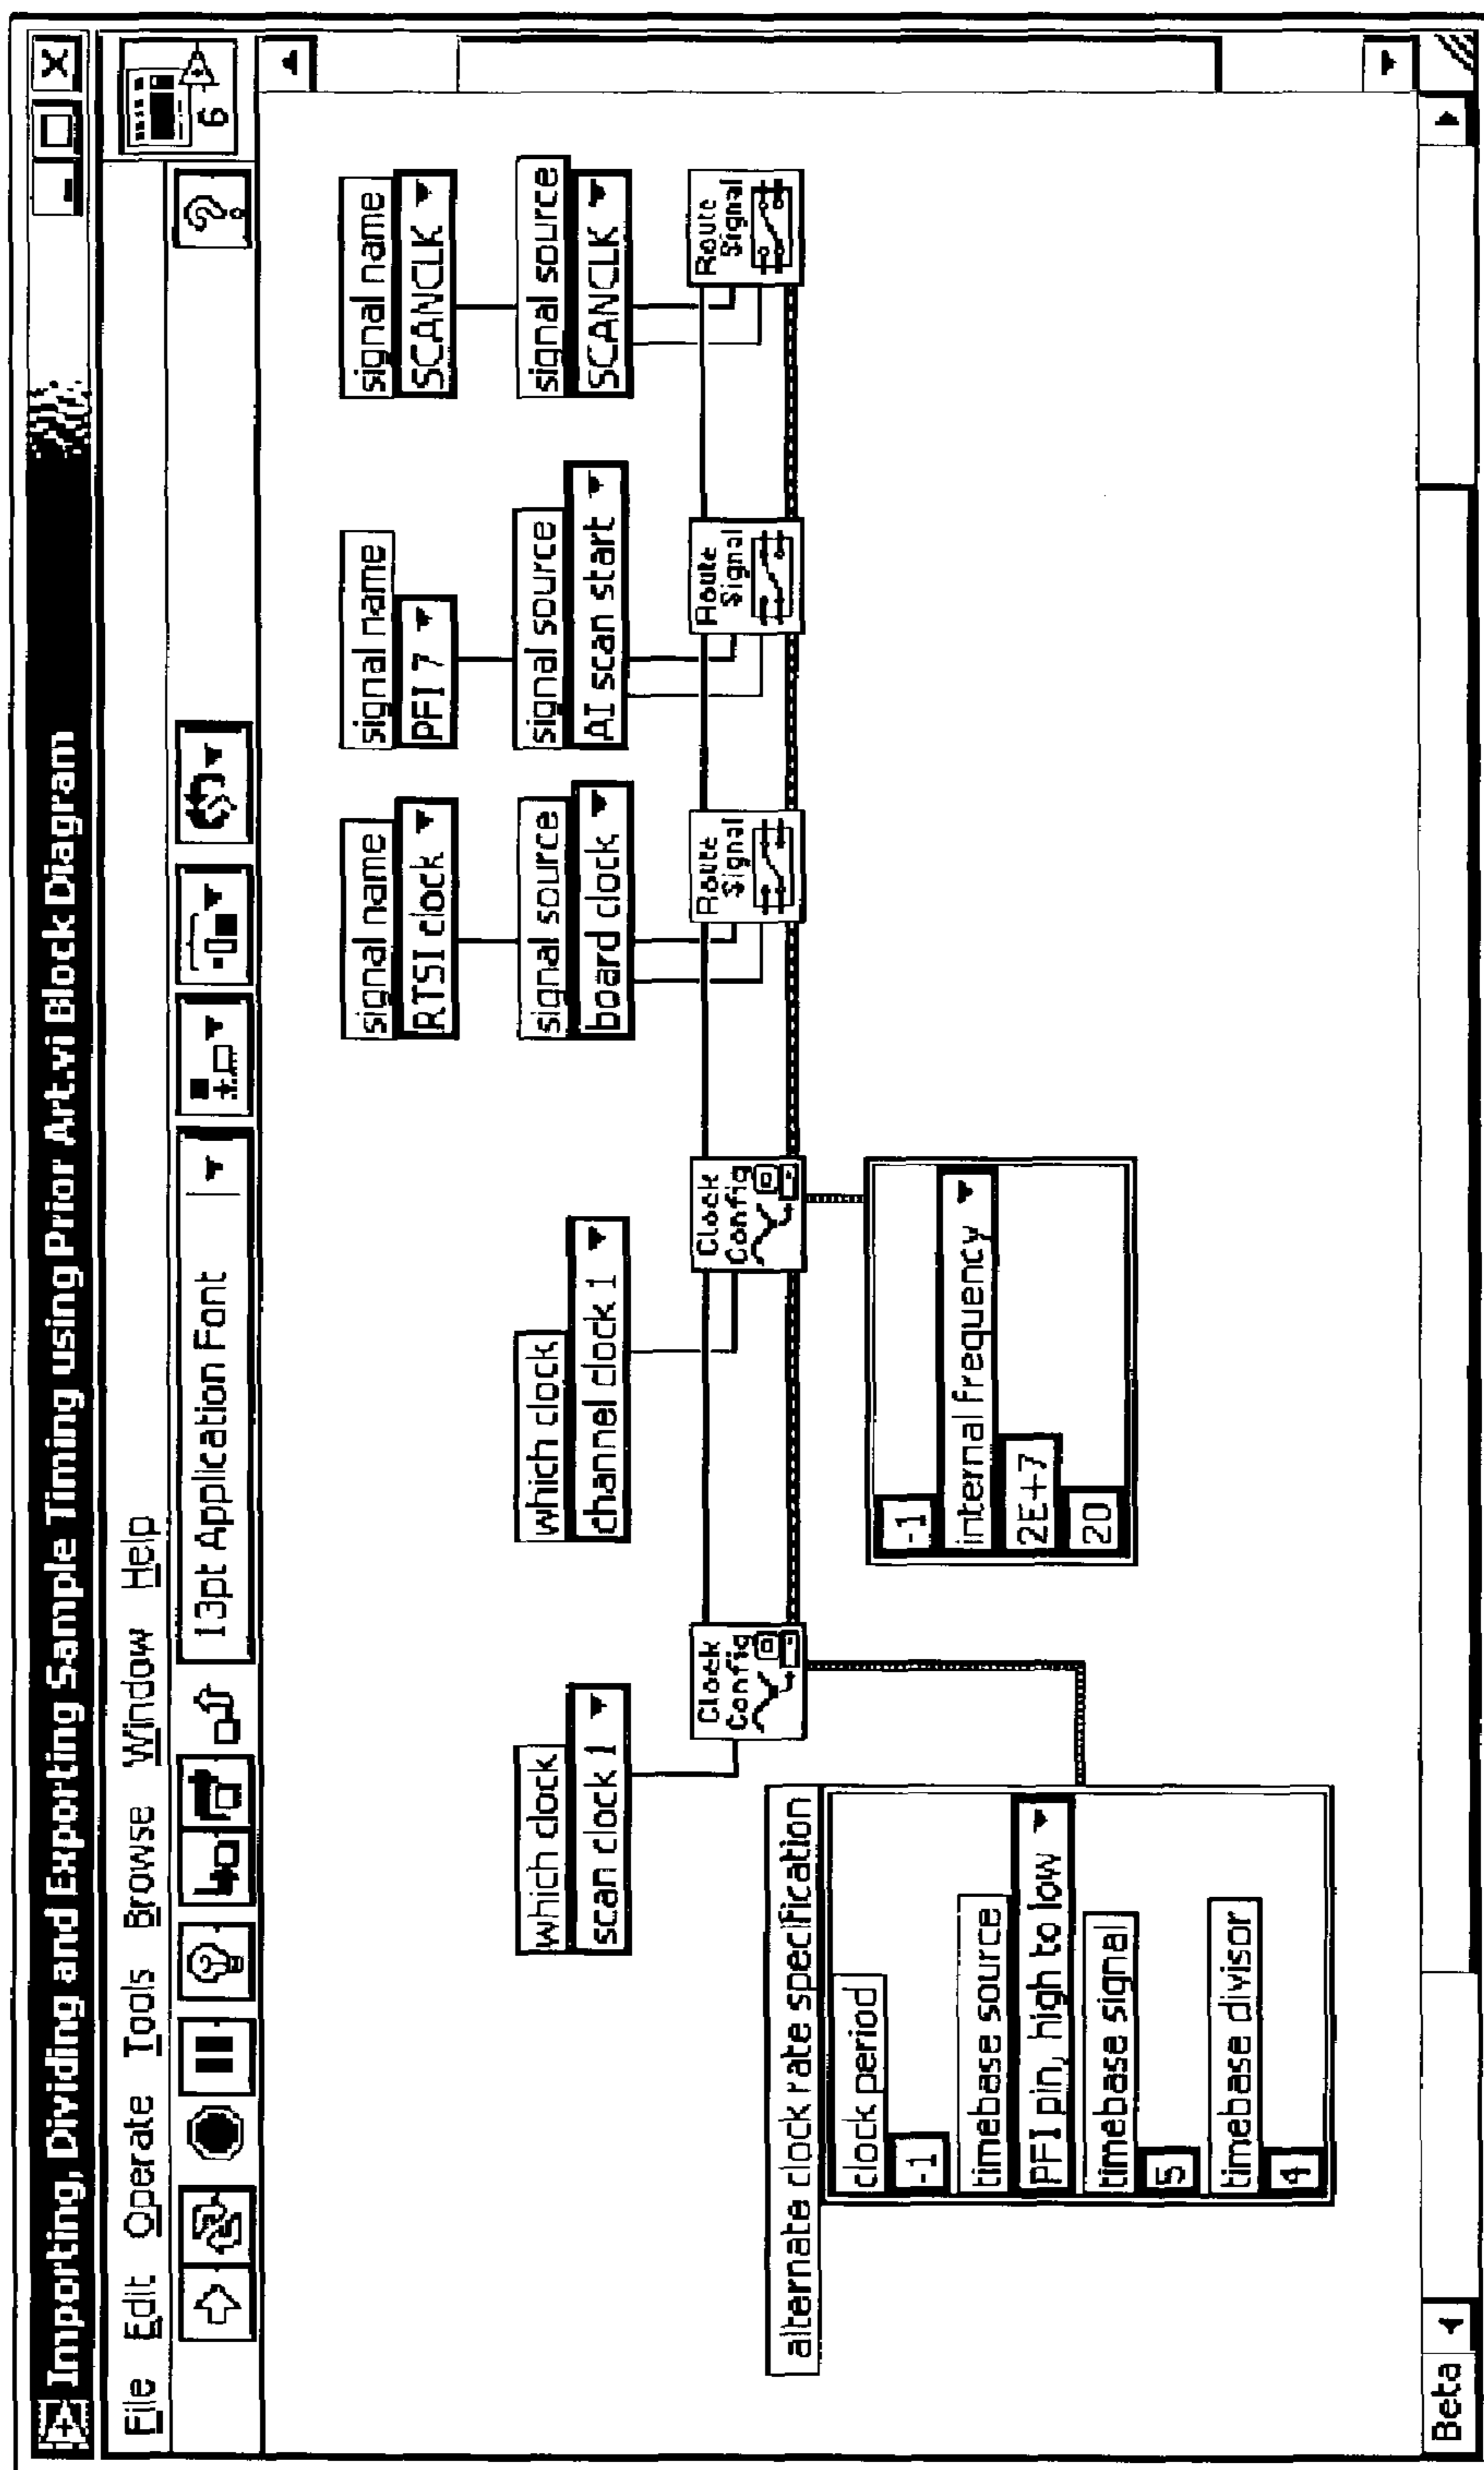 Importing, Dividing and Exporting Sample Timing using Prior Art.vi Block Diagram
File Edit Operate Tools Browse Window Help
13pt Application Font
?
6
signal name
RTSI clock
signal name
PFI 7
signal name
SCANCLK
which clock
scan clock 1
which clock
channel clock 1
signal source
board clock
signal source
AI scan start
signal source
SCANCLK
Clock
Config
Clock
Config
Route
Signal
Route
Signal
Route
Signal
alternate clock rate specification
clock period
-1
timebase source
PFI pin, high to low
timebase signal
5
timebase divisor
4
-1
internal frequency
2E+7
20
Beta